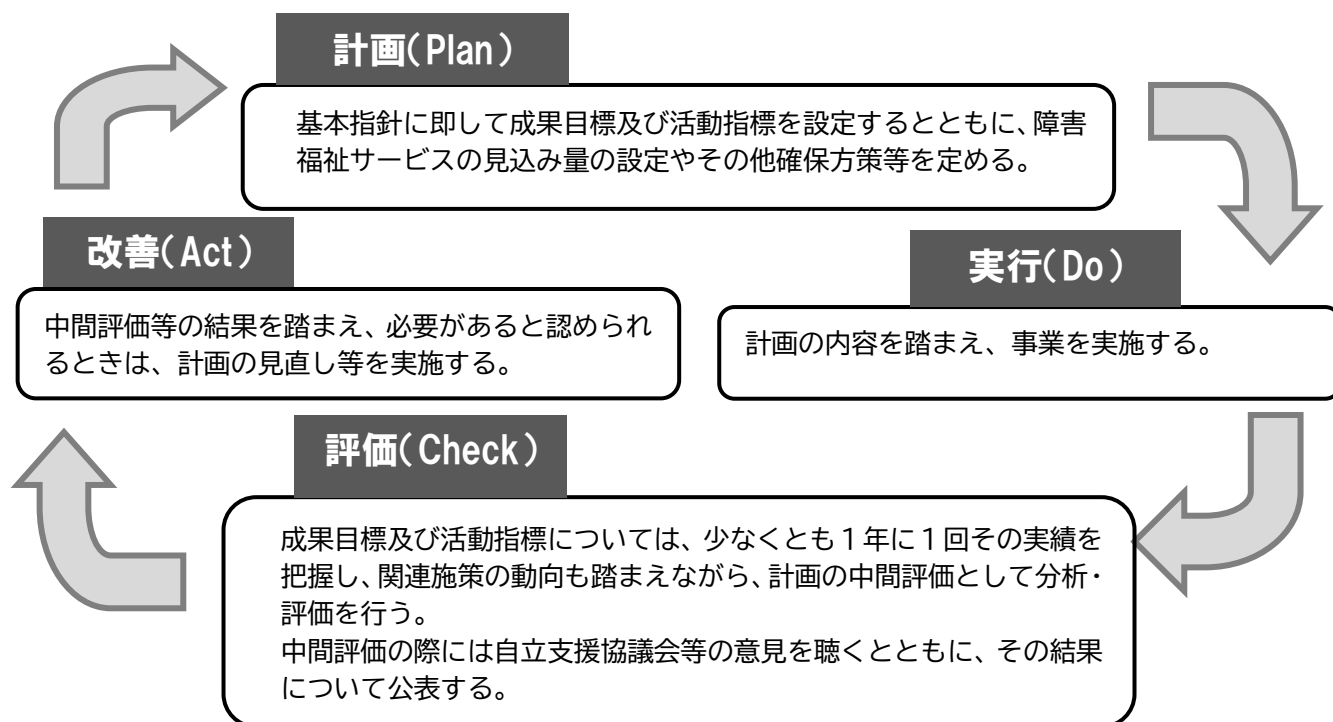 計画(Plan)
基本指針に即して成果目標及び活動指標を設定するとともに、障害
福祉サービスの見込み量の設定やその他確保方策等を定める。
改善(Act)
中間評価等の結果を踏まえ、必要があると認められ
るときは、計画の見直し等を実施する。
実行(Do)
計画の内容を踏まえ、事業を実施する。
評価(Check)
成果目標及び活動指標については、少なくとも１年に１回その実績を
把握し、関連施策の動向も踏まえながら、計画の中間評価として分析・
評価を行う。
中間評価の際には自立支援協議会等の意見を聴くとともに、その結果
について公表する。